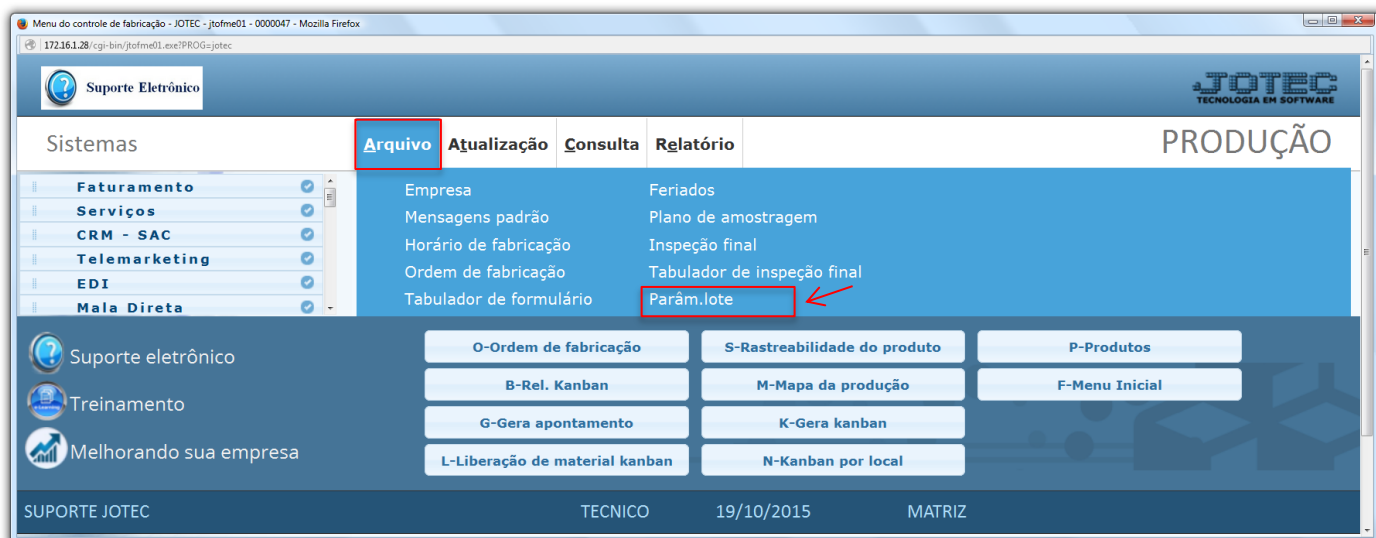 Menu do controle de fabricação - JOTEC - jtofme01 - 0000047 - Mozilla Firefox
172.16.1.28/cgi-bin/jtofme01.exe?PROG=jotec
Suporte Eletrônico
JOTEC
TECNOLOGIA EM SOFTWARE
Sistemas
Arquivo Atualização Consulta Relatório
PRODUÇÃO
Faturamento
Serviços
CRM - SAC
Telemarketing
EDI
Mala Direta
Empresa Feriados
Mensagens padrão Plano de amostragem
Horário de fabricação Inspeção final
Ordem de fabricação Tabulador de inspeção final
Tabulador de formulário Parâm.lote
Suporte eletrônico
Treinamento
Melhorando sua empresa
O-Ordem de fabricação S-Rastreabilidade do produto P-Produtos
B-Rel. Kanban M-Mapa da produção F-Menu Inicial
G-Gera apontamento K-Gera kanban
L-Liberação de material kanban N-Kanban por local
SUPORTE JOTEC TECNICO 19/10/2015 MATRIZ